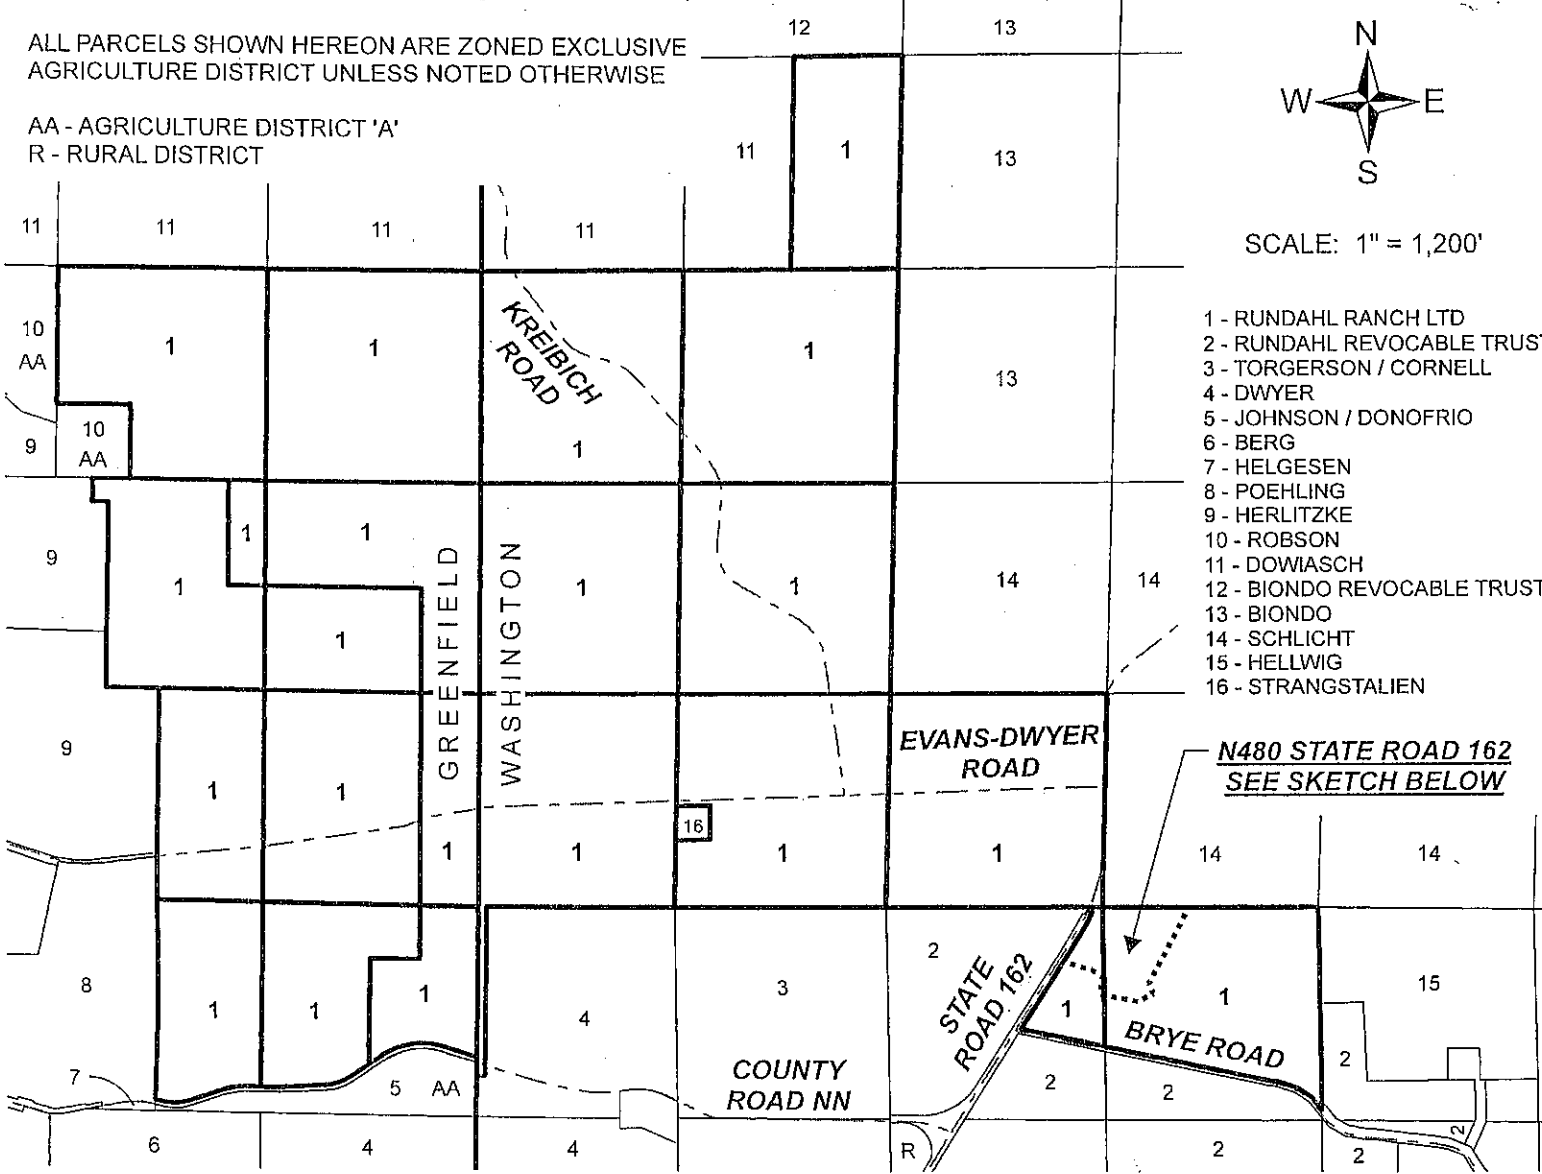 ALL PARCELS SHOWN HEREON ARE ZONED EXCLUSIVE
AGRICULTURE DISTRICT UNLESS NOTED OTHERWISE
AA - AGRICULTURE DISTRICT 'A'
R - RURAL DISTRICT
N
W E
S
SCALE: 1" = 1,200'
1 - RUNDAHL RANCH LTD
2 - RUNDAHL REVOCABLE TRUST
3 - TORGERSON / CORNELL
4 - DWYER
5 - JOHNSON / DONOFRIO
6 - BERG
7 - HELGESEN
8 - POEHLING
9 - HERLITZKE
10 - ROBSON
11 - DOWIASCH
12 - BIONDO REVOCABLE TRUST
13 - BIONDO
14 - SCHLICHT
15 - HELLWIG
16 - STRANGSTALIEN
N480 STATE ROAD 162
SEE SKETCH BELOW
12 13
11 1 13
11 11 11 11
10
AA
1 1
KREIBICH
ROAD
1 13
10
AA
9
1
9 1 1
1
1
1 1 14 14
GREENFIELD
WASHINGTON
9
EVANS-DWYER
ROAD
1 1
16
1 1 1 1 14 14
8
1 1 1
4
3
2
STATE
ROAD 162
1 1
15
BRYE ROAD
2
7
5 AA
COUNTY
ROAD NN
2 2
2
6 4 4 R 2 2